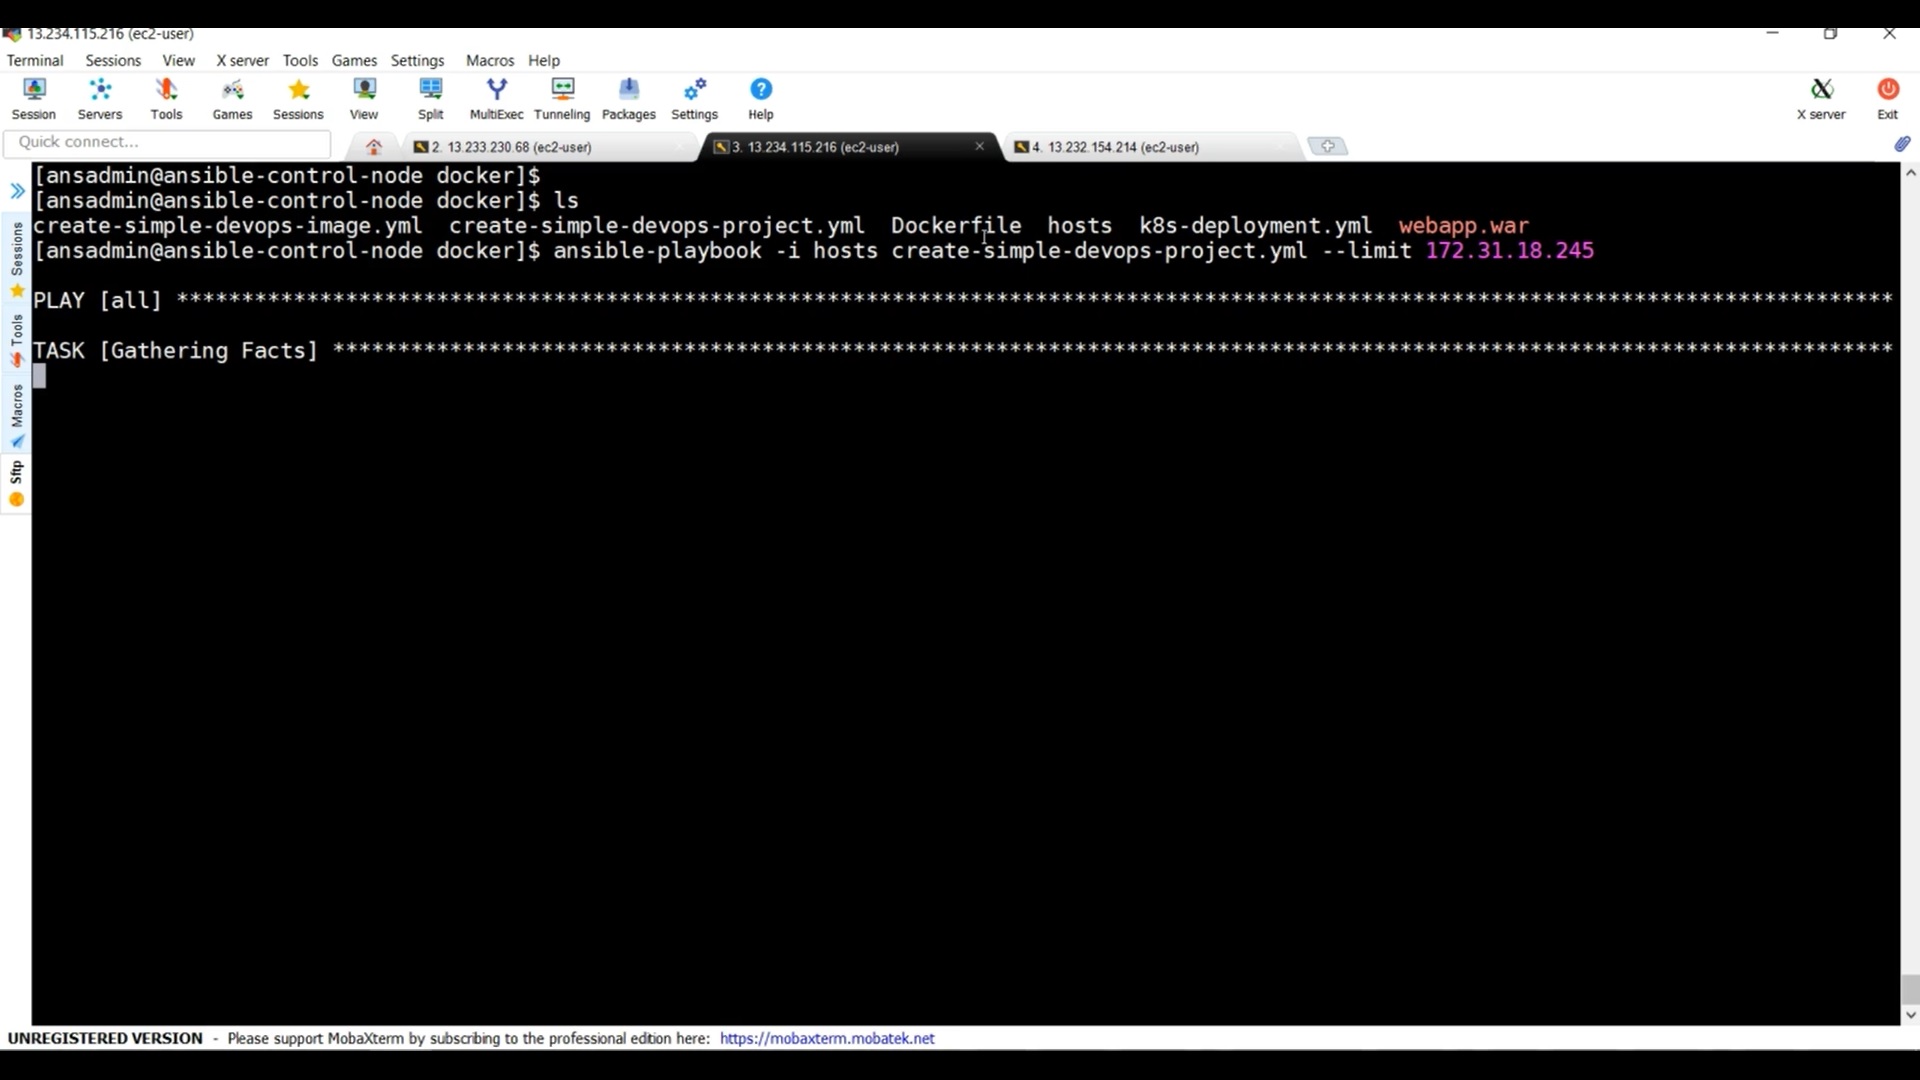 13.234.115.216 (ec2-user)
Terminal Sessions View X server Tools Games Settings Macros Help
Session Servers Tools Games Sessions View Split MultiExec Tunneling Packages Settings Help X server Exit
Quick connect... 2. 13.233.230.68 (ec2-user) 3. 13.234.115.216 (ec2-user) 4. 13.232.154.214 (ec2-user)
Sessions
Tools
Macros
Sftp
[ansadmin@ansible-control-node docker]$
[ansadmin@ansible-control-node docker]$ ls
create-simple-devops-image.yml create-simple-devops-project.yml Dockerfile hosts k8s-deployment.yml webapp.war
[ansadmin@ansible-control-node docker]$ ansible-playbook -i hosts create-simple-devops-project.yml --limit 172.31.18.245
PLAY [all] ************************************************************************************************************************************
TASK [Gathering Facts] ************************************************************************************************************************
UNREGISTERED VERSION - Please support MobaXterm by subscribing to the professional edition here: https://mobaxterm.mobatek.net